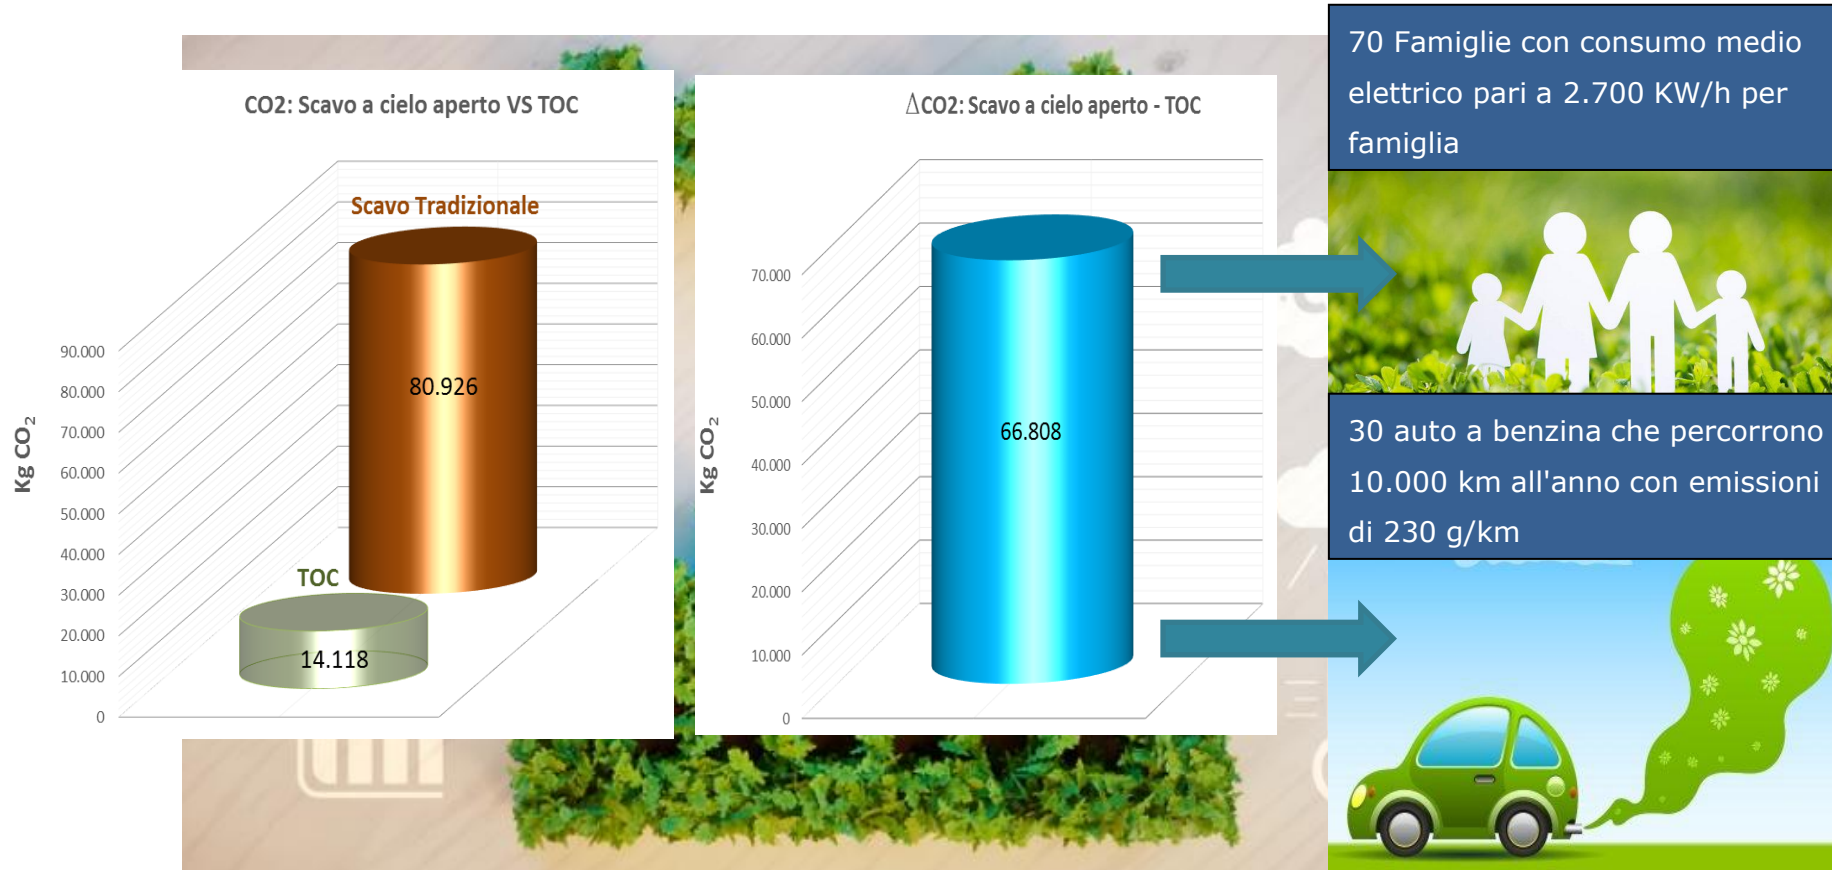 CO2: Scavo a cielo aperto VS TOC
Kg CO₂
90.000
80.000
70.000
60.000
50.000
40.000
30.000
20.000
10.000
0
Scavo Tradizionale
80.926
TOC
14.118
△CO2: Scavo a cielo aperto - TOC
Kg CO₂
70.000
60.000
50.000
40.000
30.000
20.000
10.000
0
66.808
70 Famiglie con consumo medio
elettrico pari a 2.700 KW/h per
famiglia
30 auto a benzina che percorrono
10.000 km all'anno con emissioni
di 230 g/km